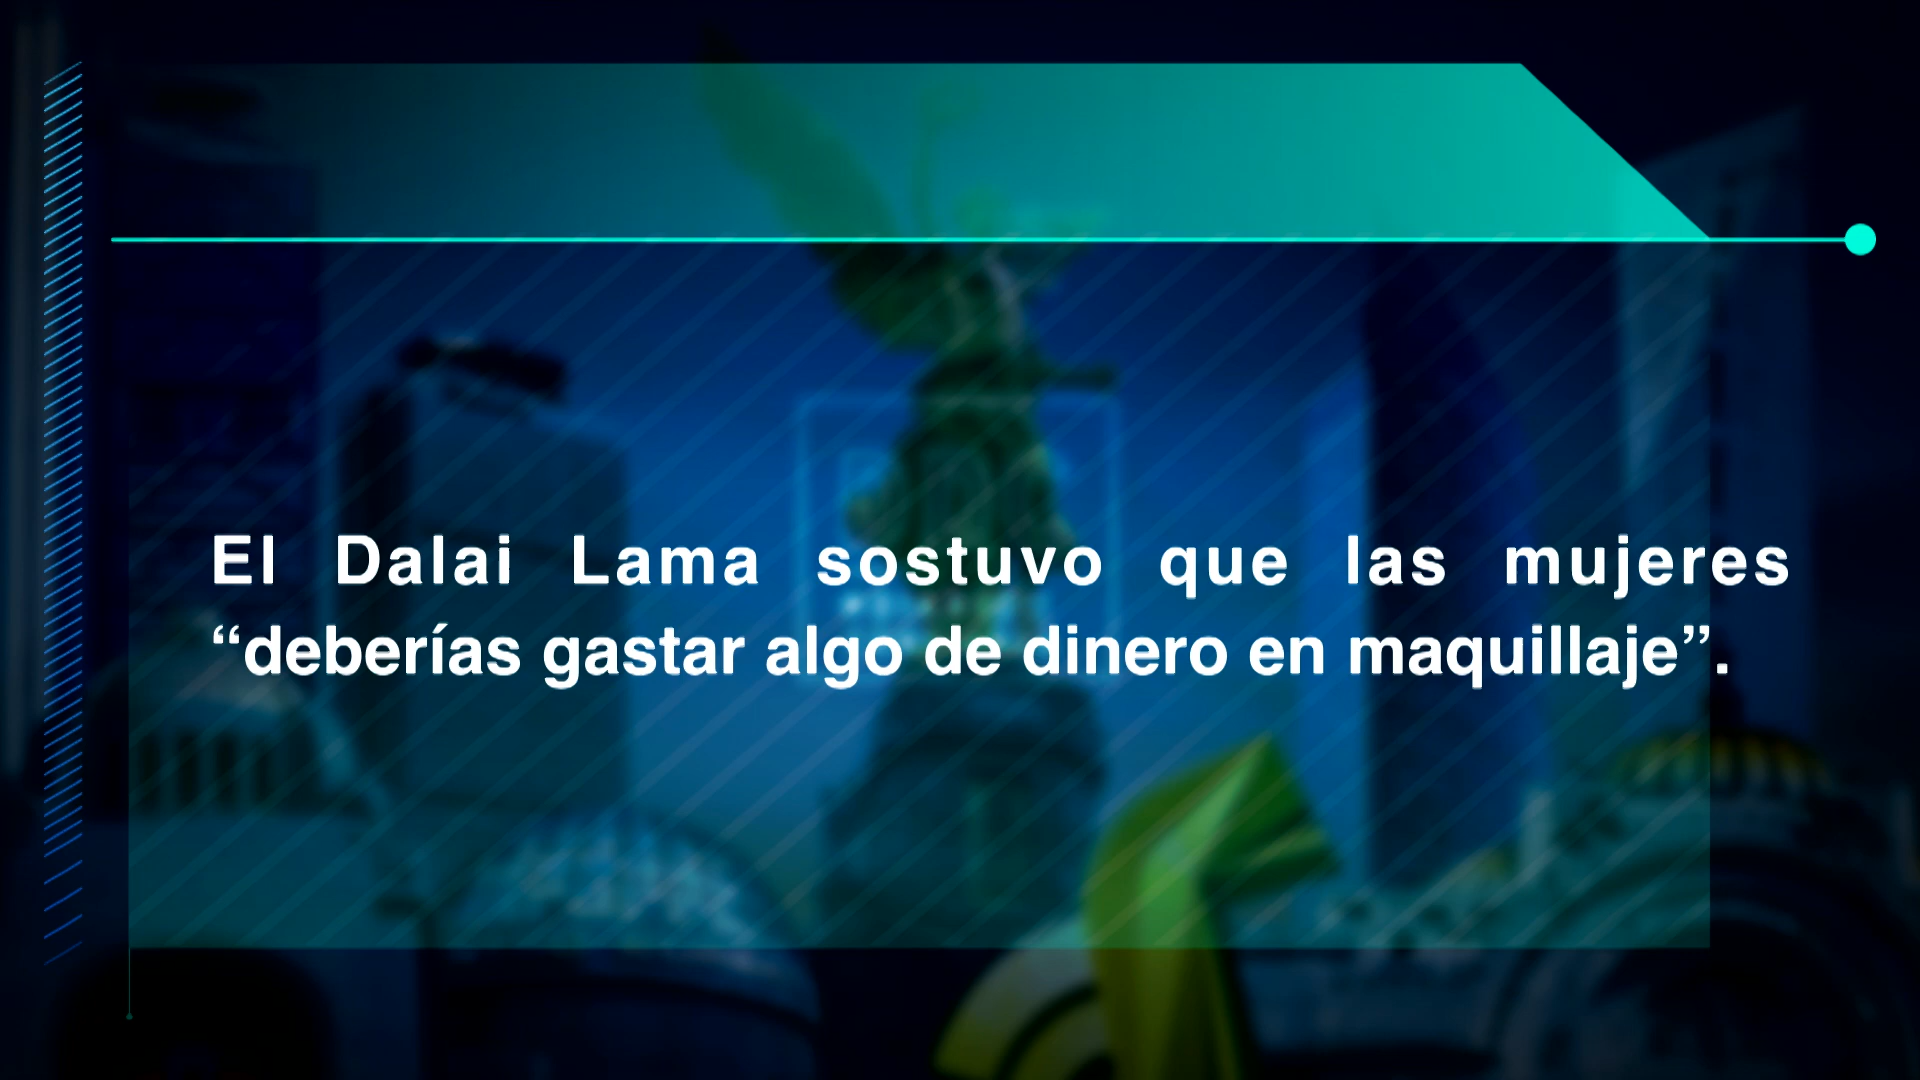 El Dalai Lama sostuvo que las mujeres
“deberías gastar algo de dinero en maquillaje”.